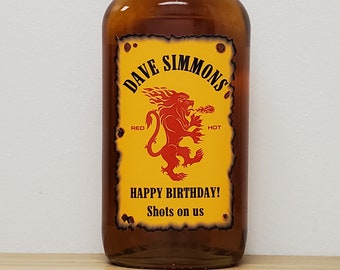 DAVE SIMMONS
RED HOT
HAPPY BIRTHDAY!
Shots on us